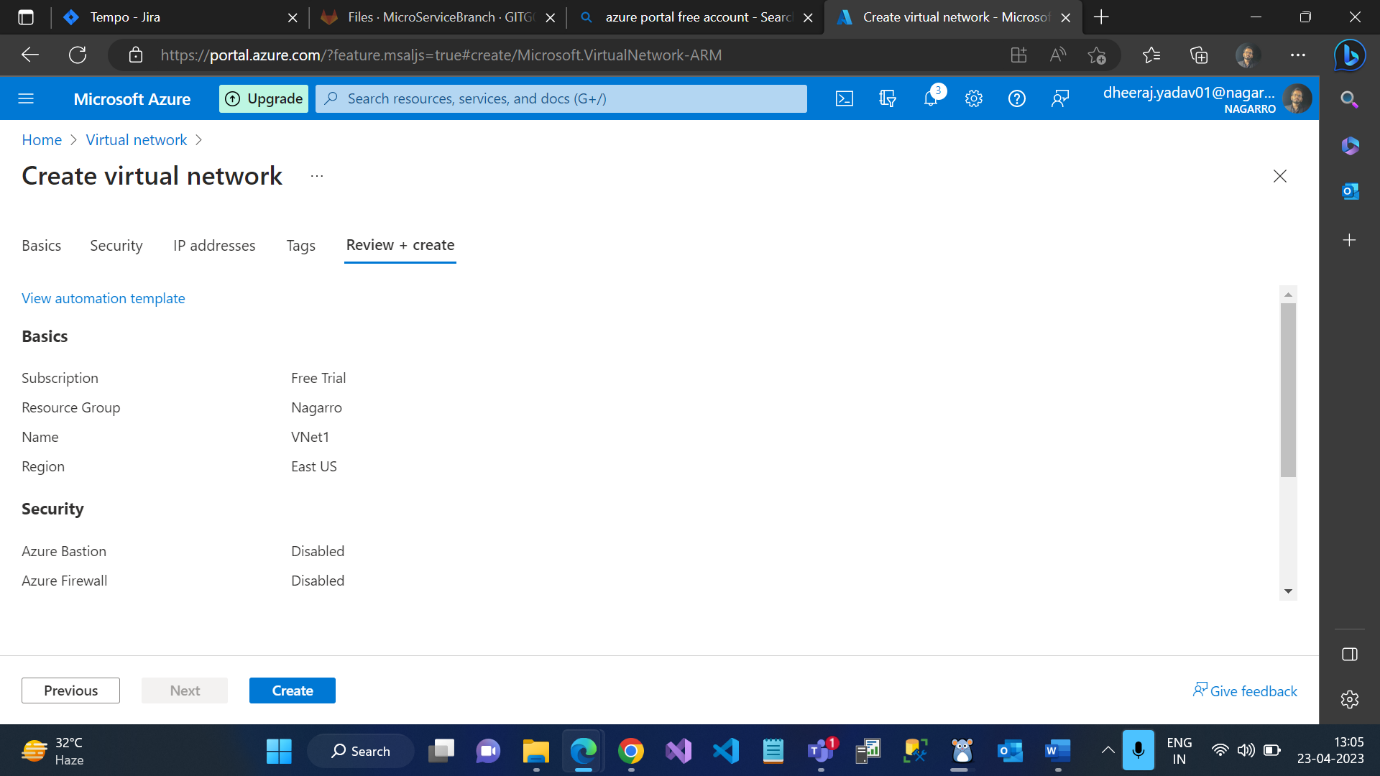 Tempo - Jira
Files · MicroServiceBranch · GITG
azure portal free account - Searc
Create virtual network - Microsof
https://portal.azure.com/?feature.msaljs=true#create/Microsoft.VirtualNetwork-ARM
Microsoft Azure
Upgrade
Search resources, services, and docs (G+/)
3
dheeraj.yadav01@nagar...
NAGARRO
Home > Virtual network >
Create virtual network ...
Basics Security IP addresses Tags Review + create
View automation template
Basics
Subscription Free Trial
Resource Group Nagarro
Name VNet1
Region East US
Security
Azure Bastion Disabled
Azure Firewall Disabled
Previous Next Create
Give feedback
32°C
Haze
Search
1
ENG
IN
13:05
23-04-2023